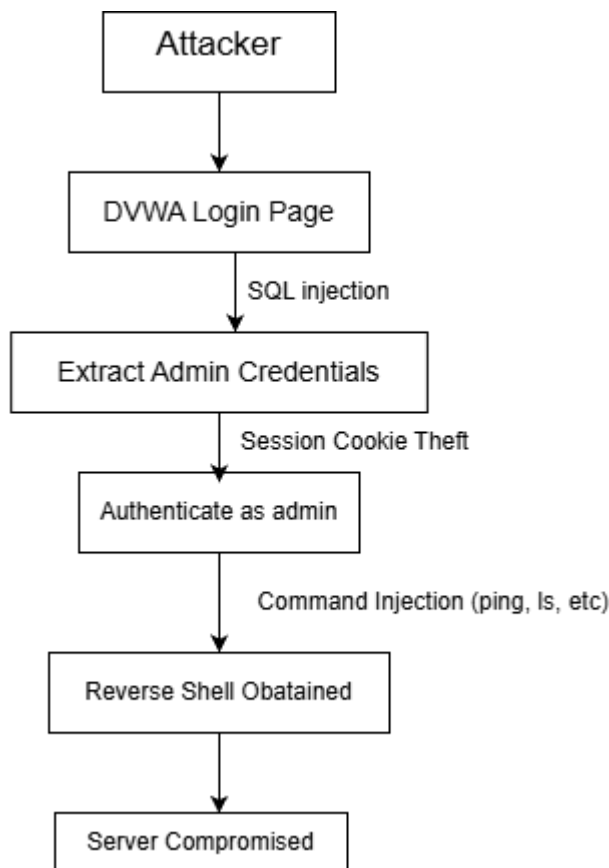 Attacker
DVWA Login Page
SQL injection
Extract Admin Credentials
Session Cookie Theft
Authenticate as admin
Command Injection (ping, ls, etc)
Reverse Shell Obatained
Server Compromised